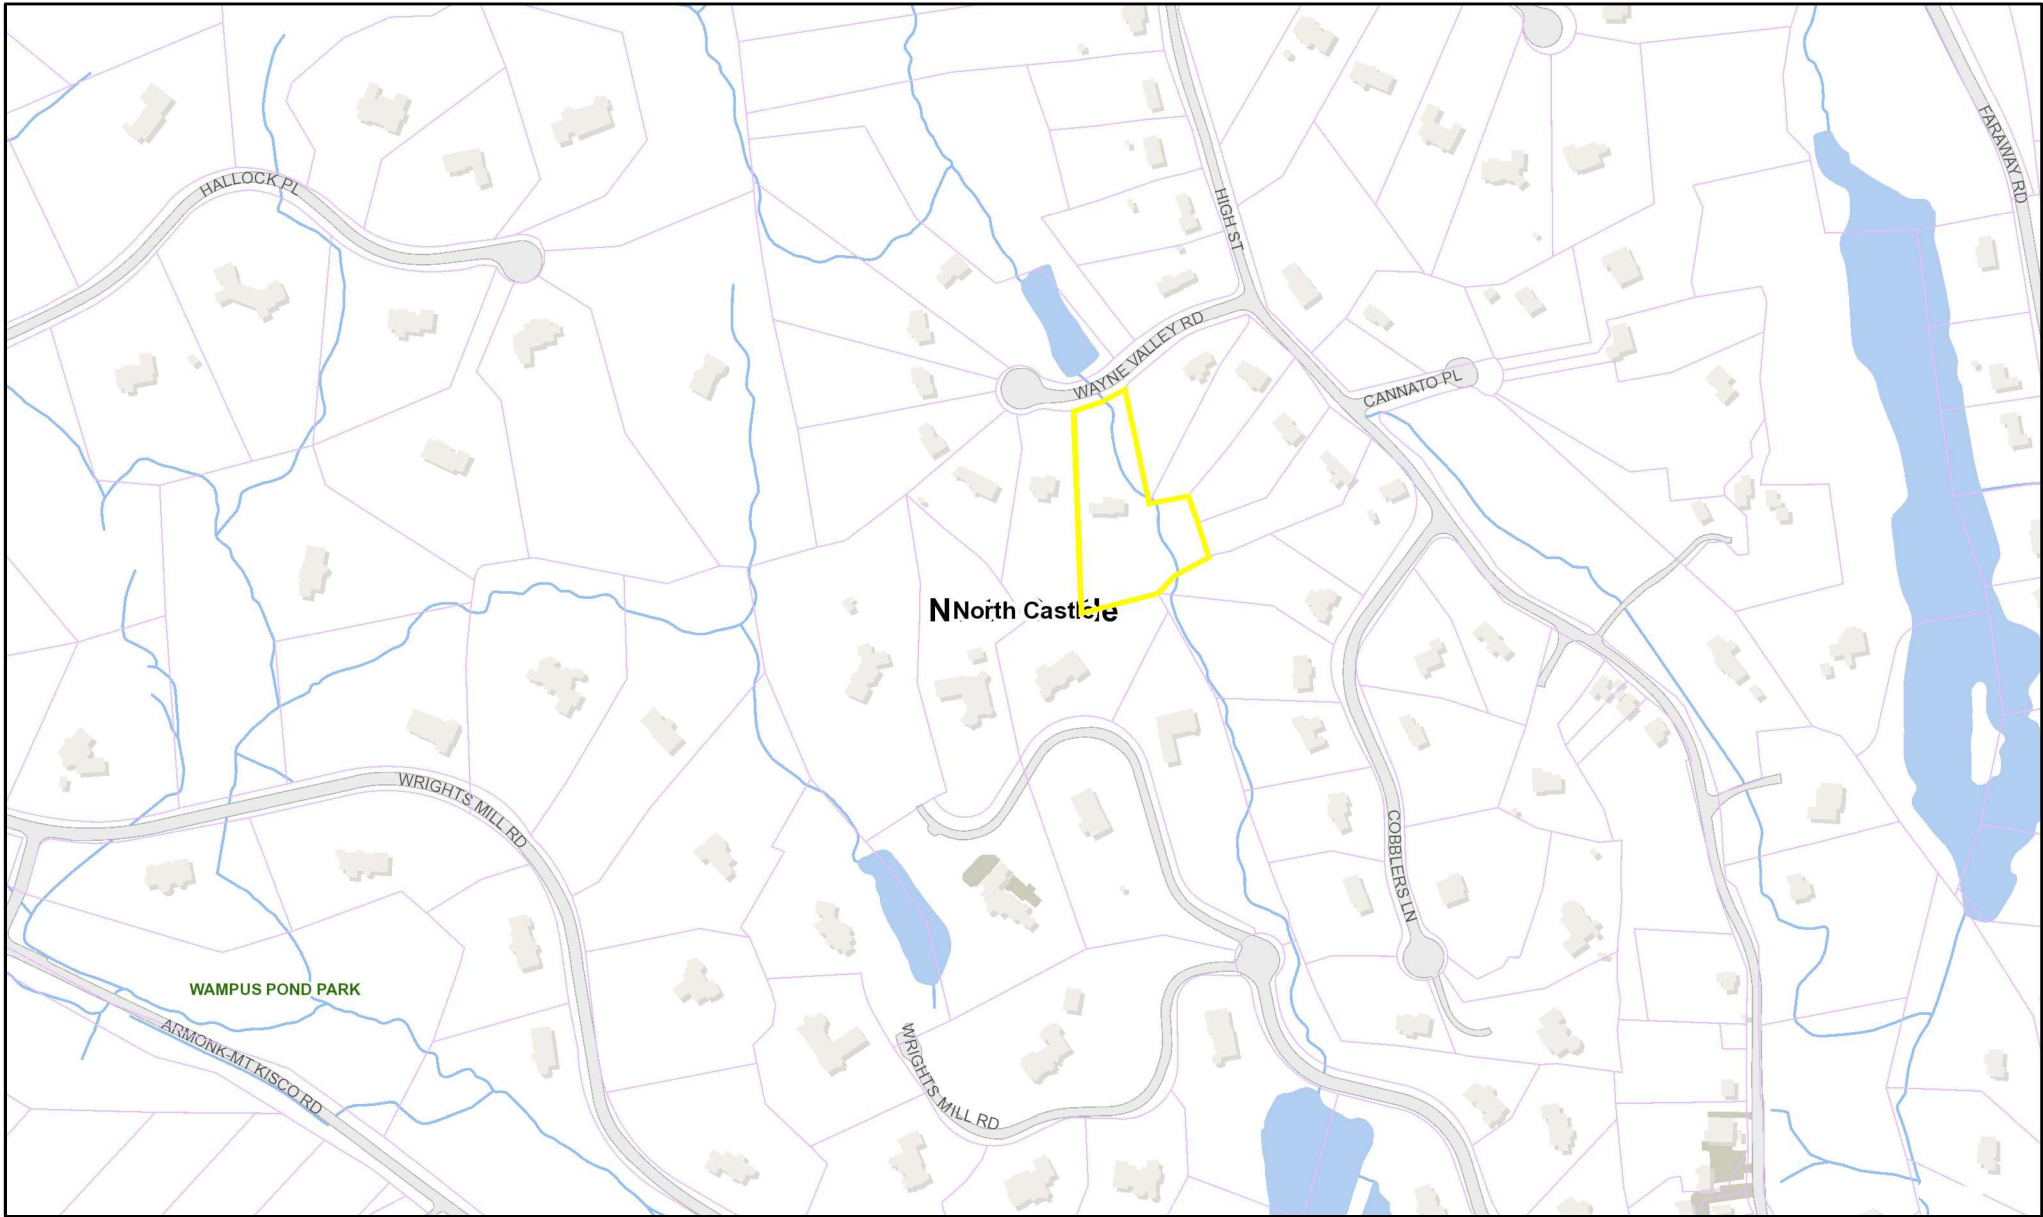 FARAWAY RD
HALLOCK PL
HIGH ST
WAYNE VALLEY RD
CANNATO PL
North Castle
WRIGHTS MILL RD
COBBLERS LN
WAMPUS POND PARK
ARMONK-MT KISCO RD
WRIGHTS MILL RD